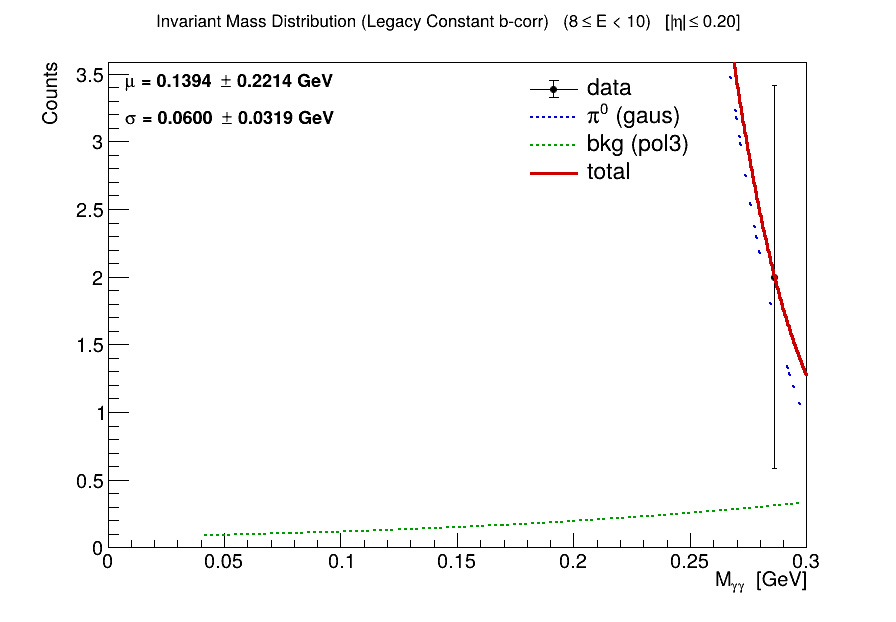 Invariant Mass Distribution (Legacy Constant b-corr) (8 ≤ E < 10) [|η| ≤ 0.20]
Counts
μ = 0.1394 ± 0.2214 GeV
σ = 0.0600 ± 0.0319 GeV
data
π⁰ (gaus)
bkg (pol3)
total
3.5
3
2.5
2
1.5
1
0.5
0
0 0.05 0.1 0.15 0.2 0.25 0.3
Mγγ [GeV]